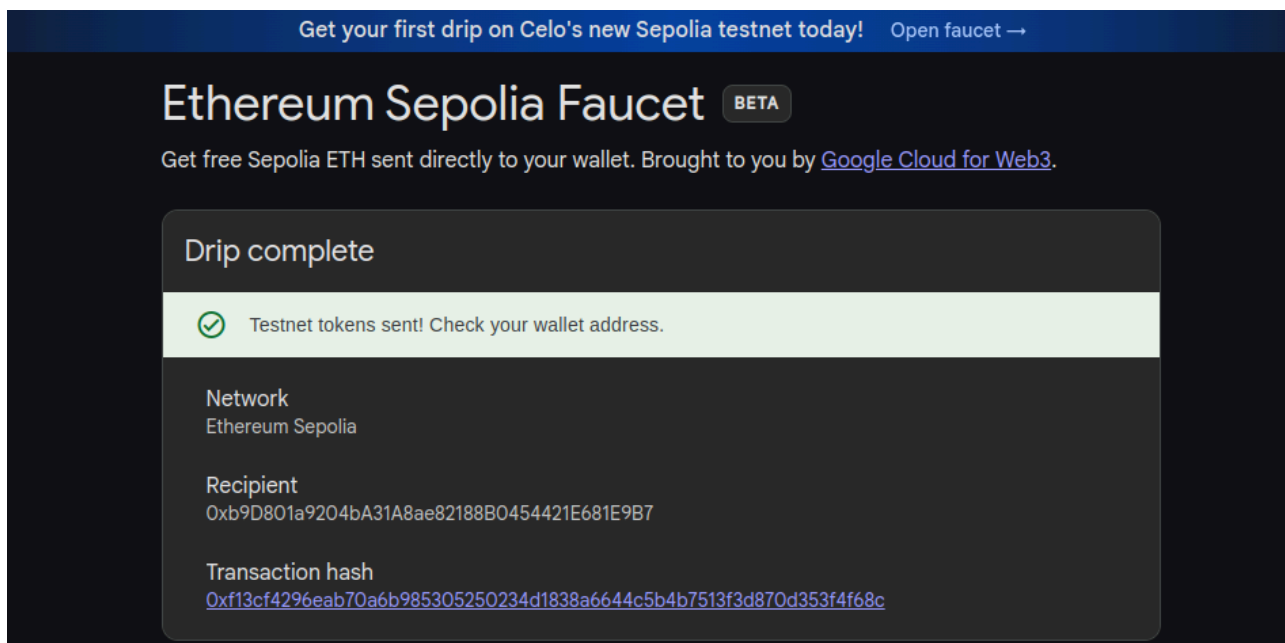 Get your first drip on Celo's new Sepolia testnet today! Open faucet →
Ethereum Sepolia Faucet BETA
Get free Sepolia ETH sent directly to your wallet. Brought to you by Google Cloud for Web3.
Drip complete
Testnet tokens sent! Check your wallet address.
Network
Ethereum Sepolia
Recipient
0xb9D801a9204bA31A8ae82188B0454421E681E9B7
Transaction hash
0xf13cf4296eab70a6b985305250234d1838a6644c5b4b7513f3d870d353f4f68c